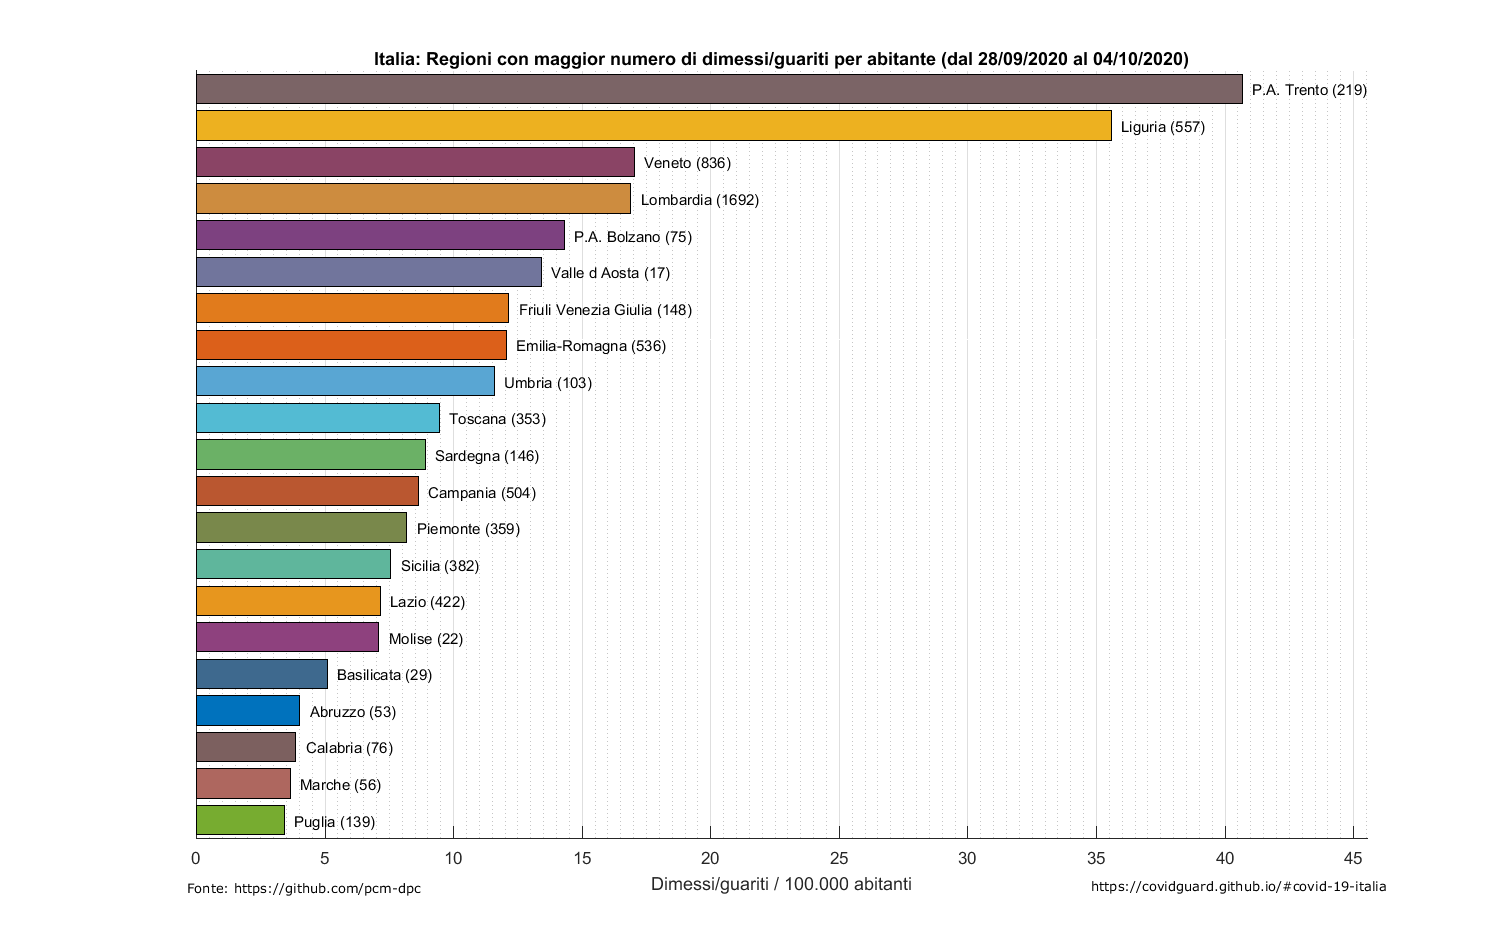 Italia: Regioni con maggior numero di dimessi/guariti per abitante (dal 28/09/2020 al 04/10/2020)
P.A. Trento (219)
Liguria (557)
Veneto (836)
Lombardia (1692)
P.A. Bolzano (75)
Valle d Aosta (17)
Friuli Venezia Giulia (148)
Emilia-Romagna (536)
Umbria (103)
Toscana (353)
Sardegna (146)
Campania (504)
Piemonte (359)
Sicilia (382)
Lazio (422)
Molise (22)
Basilicata (29)
Abruzzo (53)
Calabria (76)
Marche (56)
Puglia (139)
0 5 10 15 20 25 30 35 40 45
Dimessi/guariti / 100.000 abitanti
Fonte: https://github.com/pcm-dpc
https://covidguard.github.io/#covid-19-italia